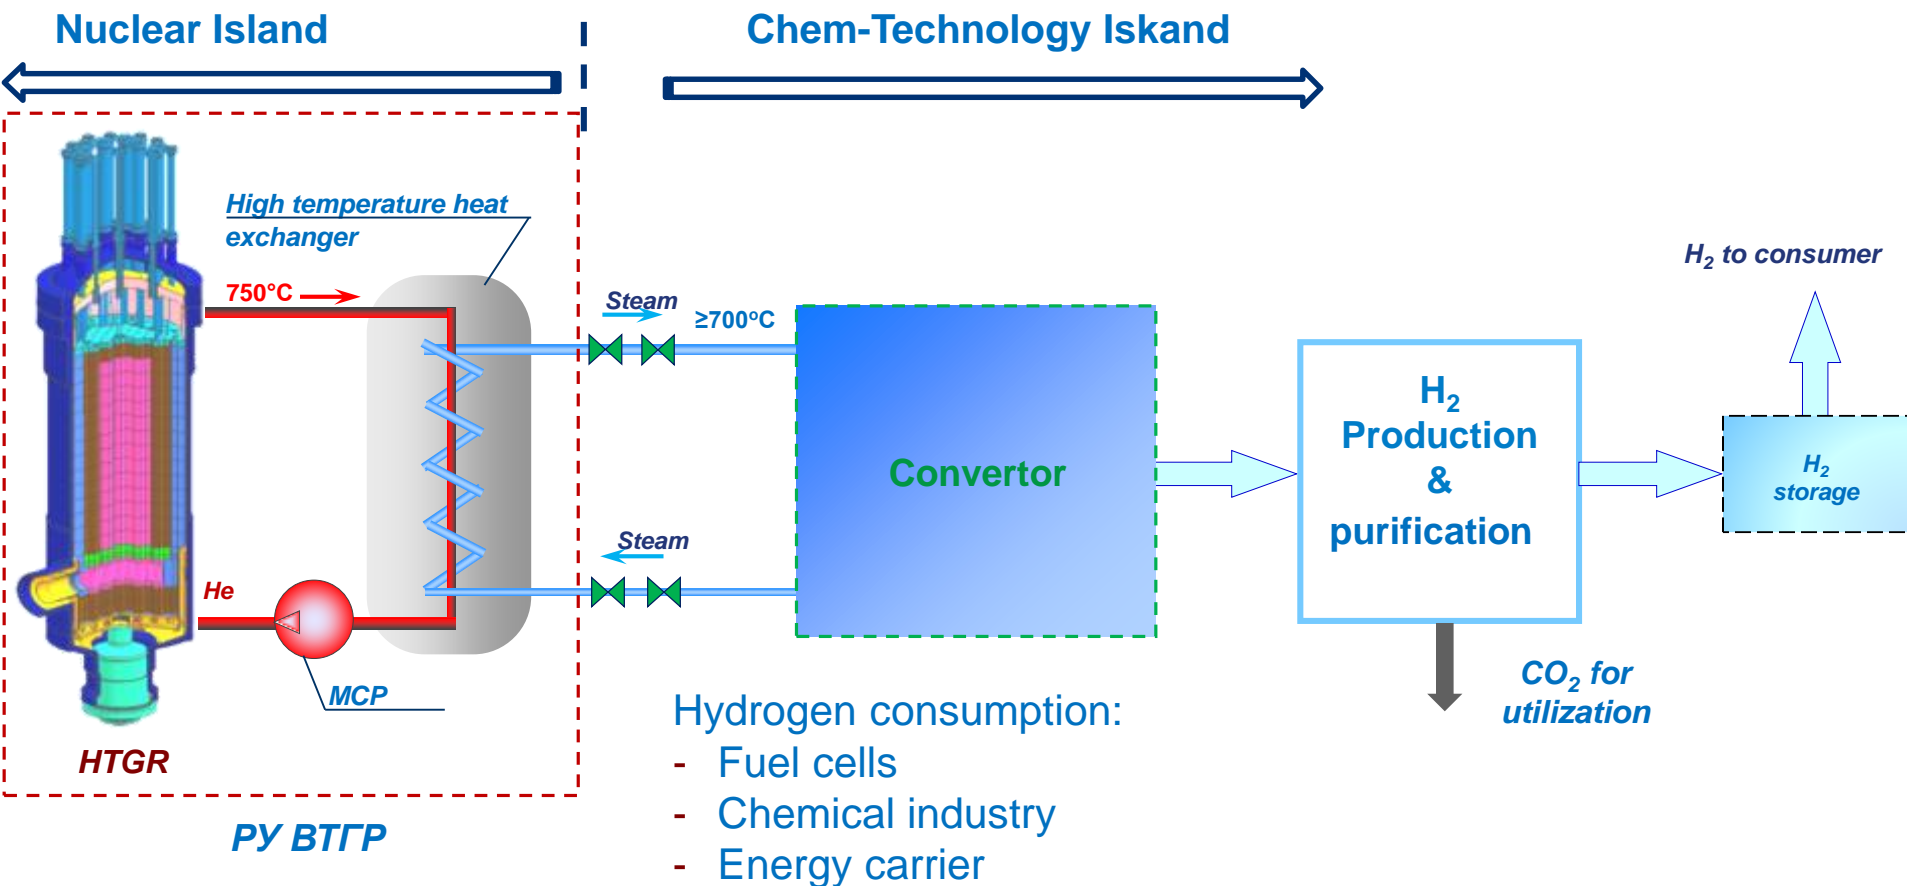 Nuclear Island
Chem-Technology Iskand
High temperature heat
exchanger
750°C
Steam
≥700°C
H₂ to consumer
Convertor
H₂
Production
&
purification
H₂
storage
Steam
He
MCP
HTGR
CO₂ for
utilization
РУ ВТГР
Hydrogen consumption:
- Fuel cells
- Chemical industry
- Energy carrier